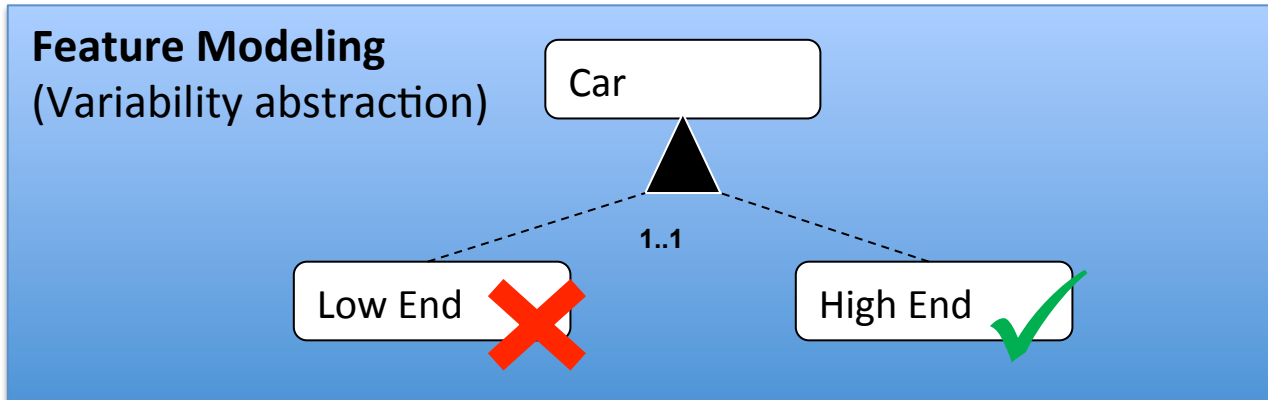 Feature Modeling
(Variability abstraction)
Car
1..1
Low End
High End